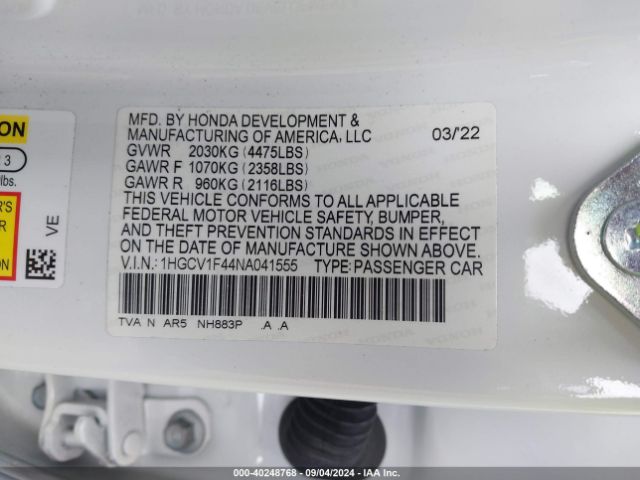 MFD. BY HONDA DEVELOPMENT &
MANUFACTURING OF AMERICA, LLC 03/'22
GVWR 2030KG (4475LBS)
GAWR F 1070KG (2358LBS)
GAWR R 960KG (2116LBS)
THIS VEHICLE CONFORMS TO ALL APPLICABLE
FEDERAL MOTOR VEHICLE SAFETY, BUMPER,
AND THEFT PREVENTION STANDARDS IN EFFECT
ON THE DATE OF MANUFACTURE SHOWN ABOVE.
V.I.N.: 1HGCV1F44NA041555 TYPE: PASSENGER CAR
TVA N AR5 NH883P .A .A
ON
3
lbs.
R'S
R
VE
000-40248768 - 09/04/2024 - IAA Inc.